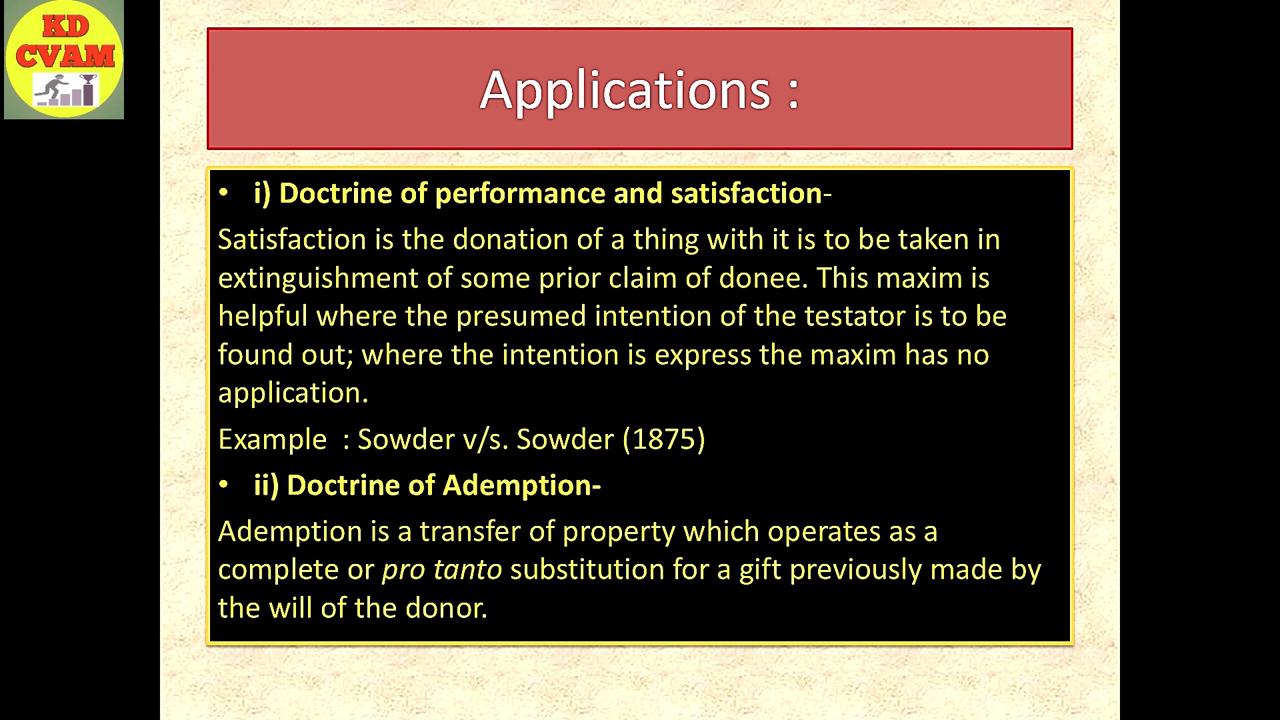 KD
CVAM
Applications :
• i) Doctrine of performance and satisfaction-
Satisfaction is the donation of a thing with it is to be taken in
extinguishment of some prior claim of donee. This maxim is
helpful where the presumed intention of the testator is to be
found out; where the intention is express the maxim has no
application.
Example : Sowder v/s. Sowder (1875)
• ii) Doctrine of Ademption-
Ademption is a transfer of property which operates as a
complete or pro tanto substitution for a gift previously made by
the will of the donor.